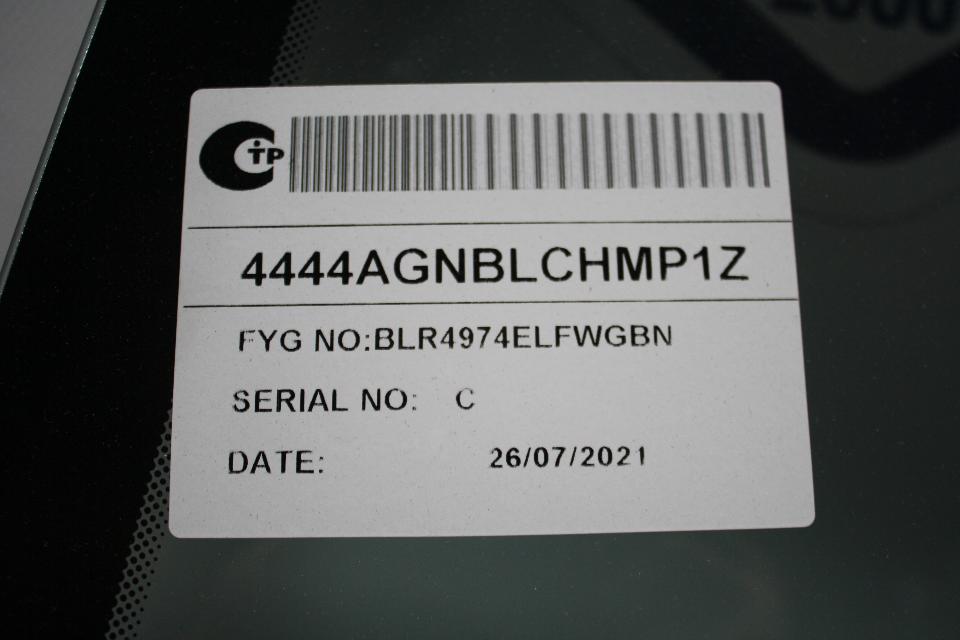 TP
4444AGNBLCHMP1Z
FYG NO:BLR4974ELFWGBN
SERIAL NO: C
DATE: 26/07/2021